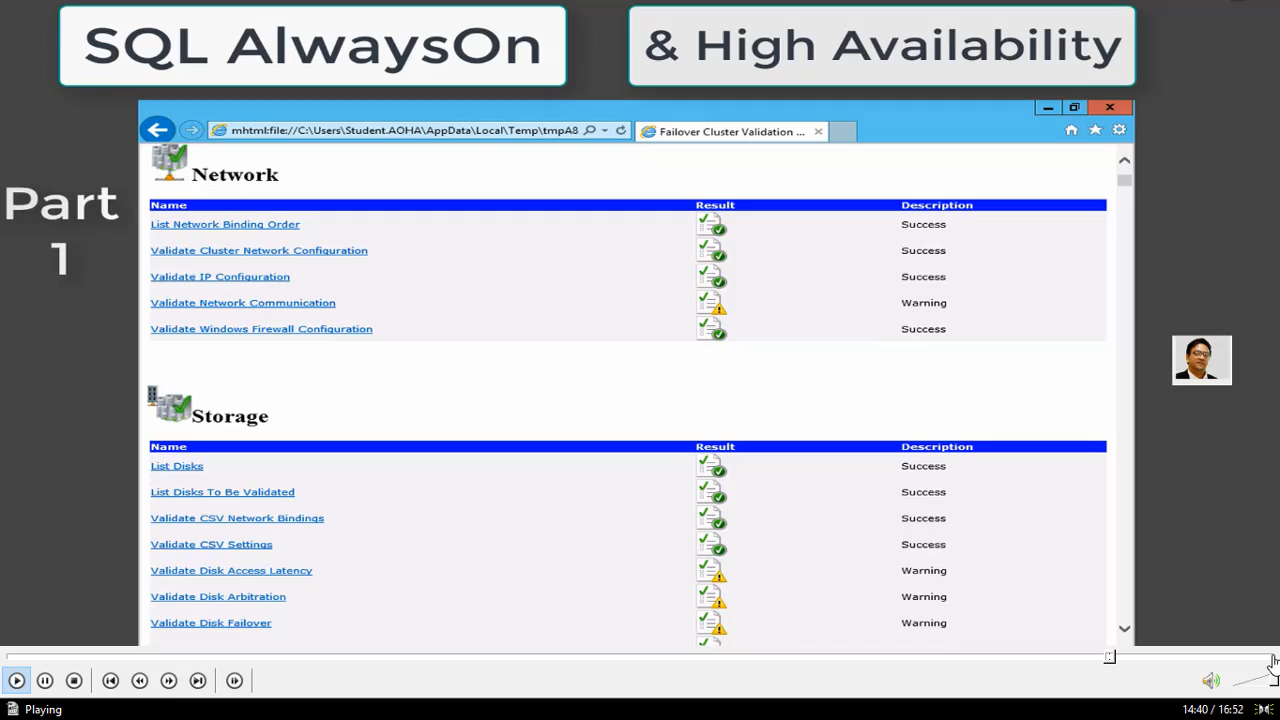 SQL AlwaysOn & High Availability
mhtml:file://C:\Users\Student.AOHA\AppData\Local\Temp\tmpA8
Failover Cluster Validation ...
Part
1
Network
Name Result Description
List Network Binding Order Success
Validate Cluster Network Configuration Success
Validate IP Configuration Success
Validate Network Communication Warning
Validate Windows Firewall Configuration Success
Storage
Name Result Description
List Disks Success
List Disks To Be Validated Success
Validate CSV Network Bindings Success
Validate CSV Settings Success
Validate Disk Access Latency Warning
Validate Disk Arbitration Warning
Validate Disk Failover Warning
Playing 14:40 / 16:52